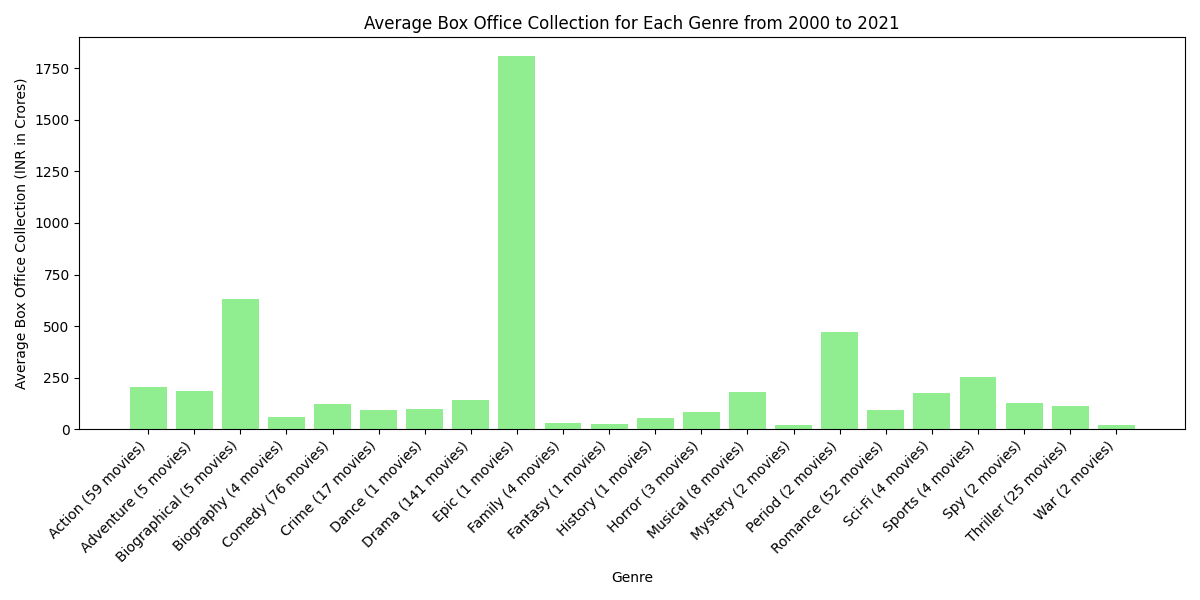 Average Box Office Collection for Each Genre from 2000 to 2021
Average Box Office Collection (INR in Crores)
1750
1500
1250
1000
750
500
250
0
Action (59 movies)
Adventure (5 movies)
Biographical (5 movies)
Biography (4 movies)
Comedy (76 movies)
Crime (17 movies)
Dance (1 movies)
Drama (141 movies)
Epic (1 movies)
Family (4 movies)
Fantasy (1 movies)
History (1 movies)
Horror (3 movies)
Musical (8 movies)
Mystery (2 movies)
Period (2 movies)
Romance (52 movies)
Sci-Fi (4 movies)
Sports (4 movies)
Spy (2 movies)
Thriller (25 movies)
War (2 movies)
Genre